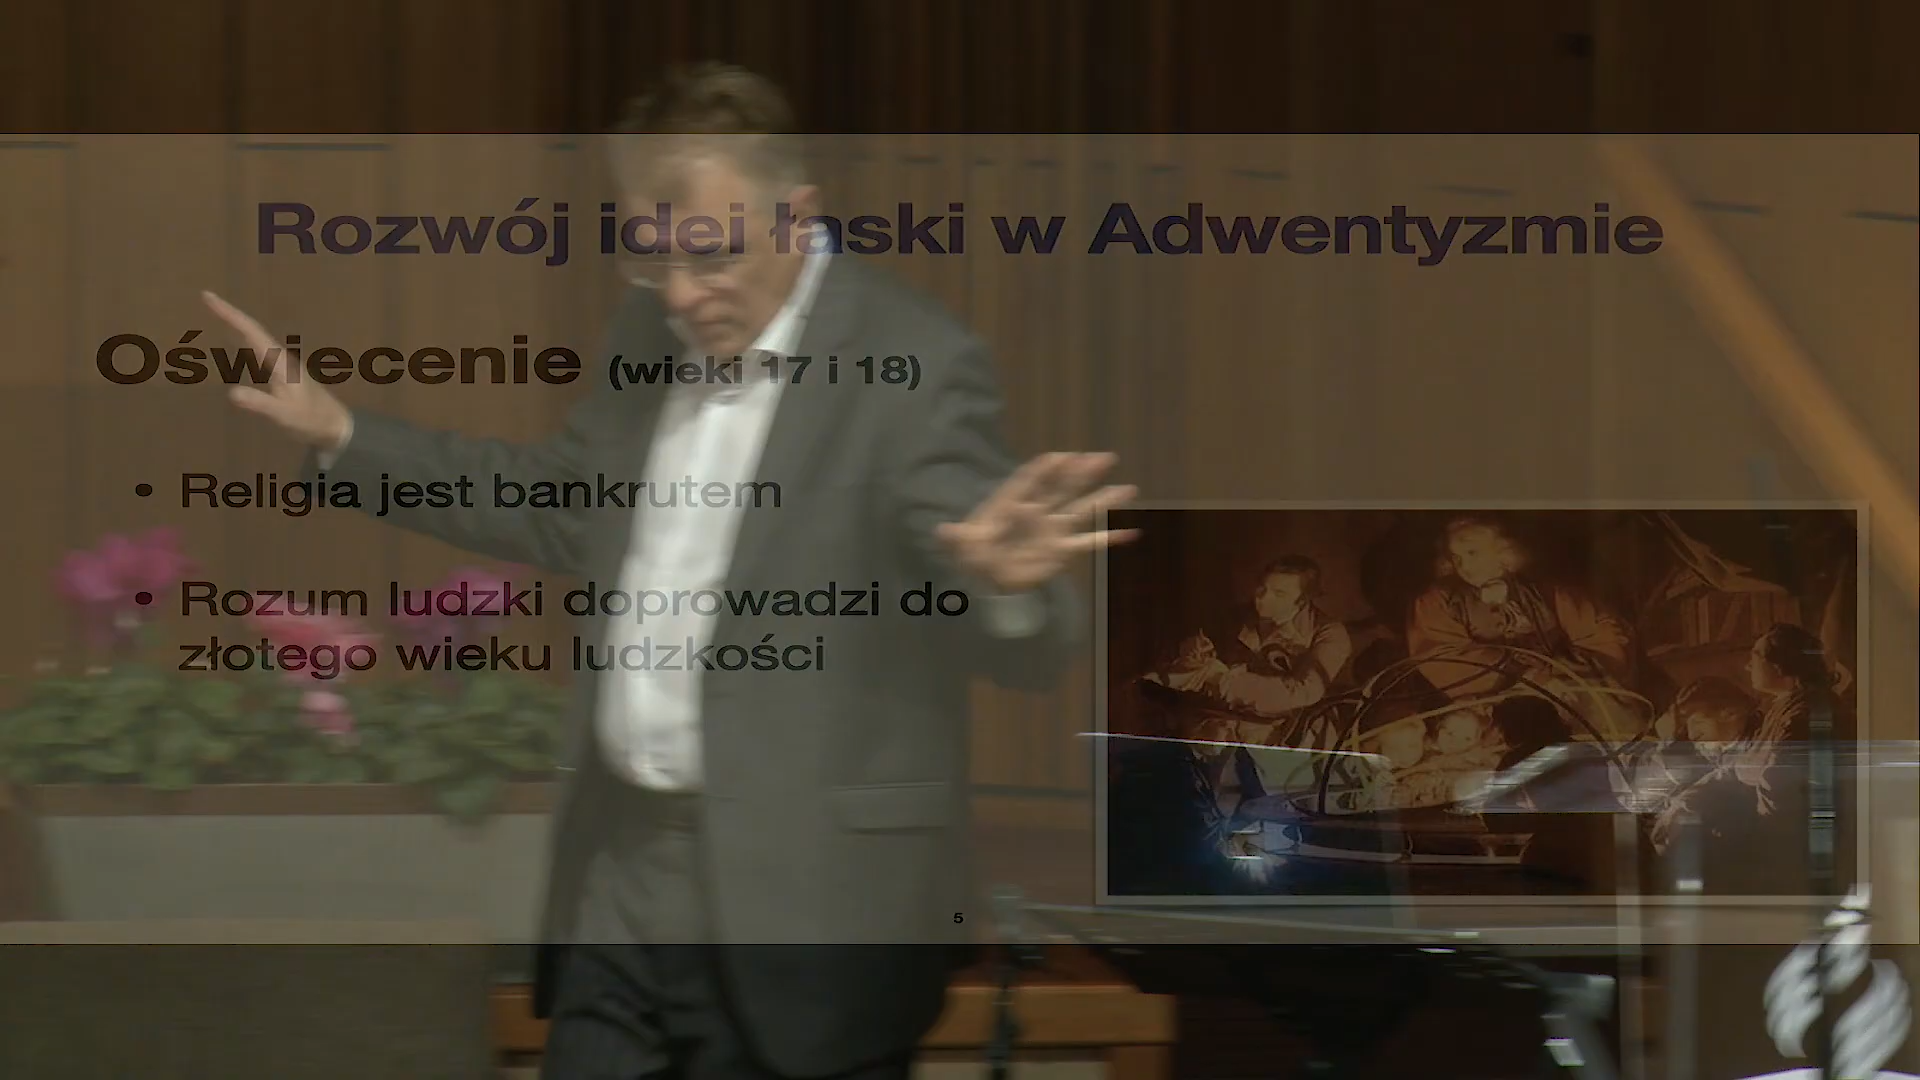 Rozwój idei łaski w Adwentyzmie
Oświecenie (wieki 17 i 18)
• Religia jest bankrutem
• Rozum ludzki doprowadzi do
złotego wieku ludzkości
5